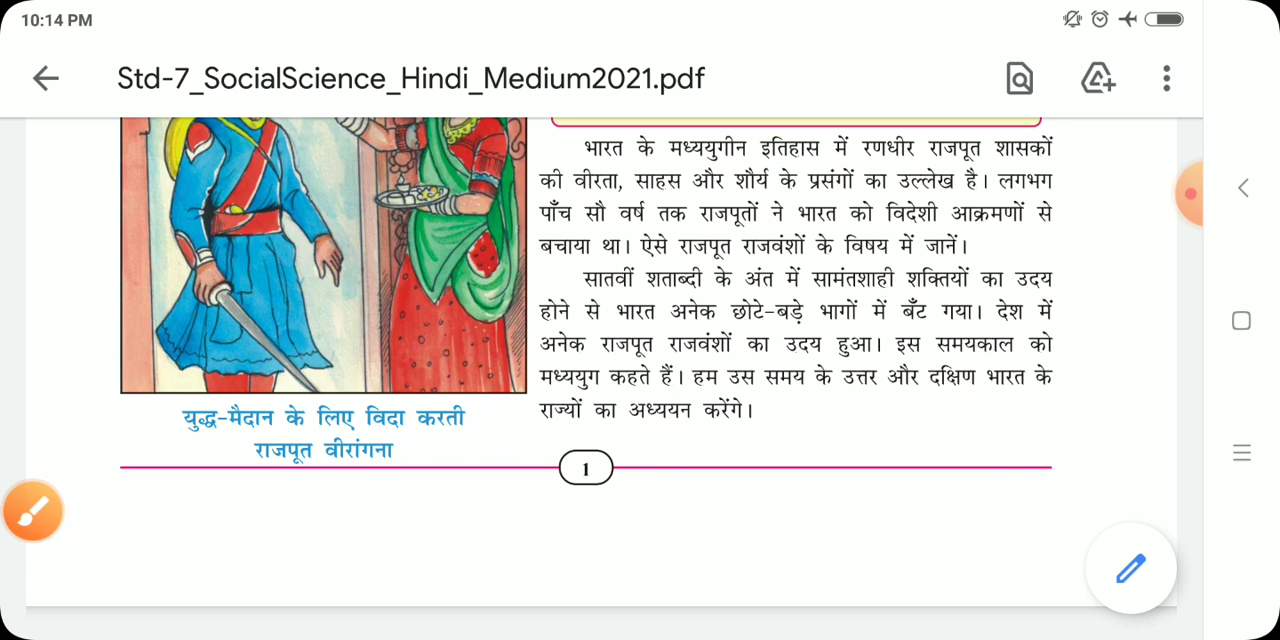 10:14 PM
Std-7_SocialScience_Hindi_Medium2021.pdf
भारत के मध्ययुगीन इतिहास में रणधीर राजपूत शासकों
की वीरता, साहस और शौर्य के प्रसंगों का उल्लेख है। लगभग
पाँच सौ वर्ष तक राजपूतों ने भारत को विदेशी आक्रमणों से
बचाया था। ऐसे राजपूत राजवंशों के विषय में जानें।
सातवीं शताब्दी के अंत में सामंतशाही शक्तियों का उदय
होने से भारत अनेक छोटे-बड़े भागों में बँट गया। देश में
अनेक राजपूत राजवंशों का उदय हुआ। इस समयकाल को
मध्ययुग कहते हैं। हम उस समय के उत्तर और दक्षिण भारत के
राज्यों का अध्ययन करेंगे।
युद्ध-मैदान के लिए विदा करती
राजपूत वीरांगना
1